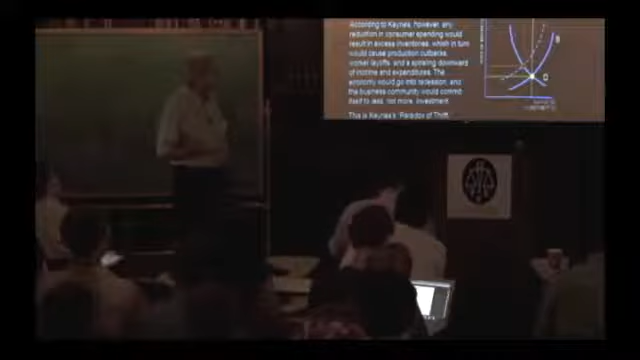 According to Keynes, however, any
reduction in consumer spending would
result in excess inventories, which in turn
would cause production cutbacks,
worker layoffs, and a spiraling downward
of income and expenditures. The
economy would go into recession, and
the business community would commit
itself to less, not more, investment.
This is Keynes's "Paradox of Thrift.
B
D